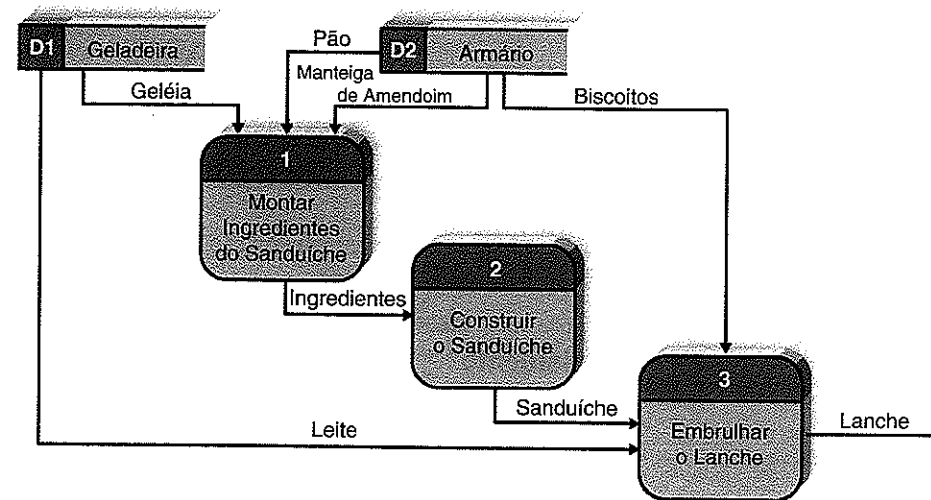 D1 Geladeira
Pão
D2 Armário
Geléia
Manteiga
de Amendoim
Biscoitos
1
Montar
Ingredientes
do Sanduíche
Ingredientes
2
Construir
o Sanduíche
Sanduíche
3
Embrulhar
o Lanche
Leite
Lanche